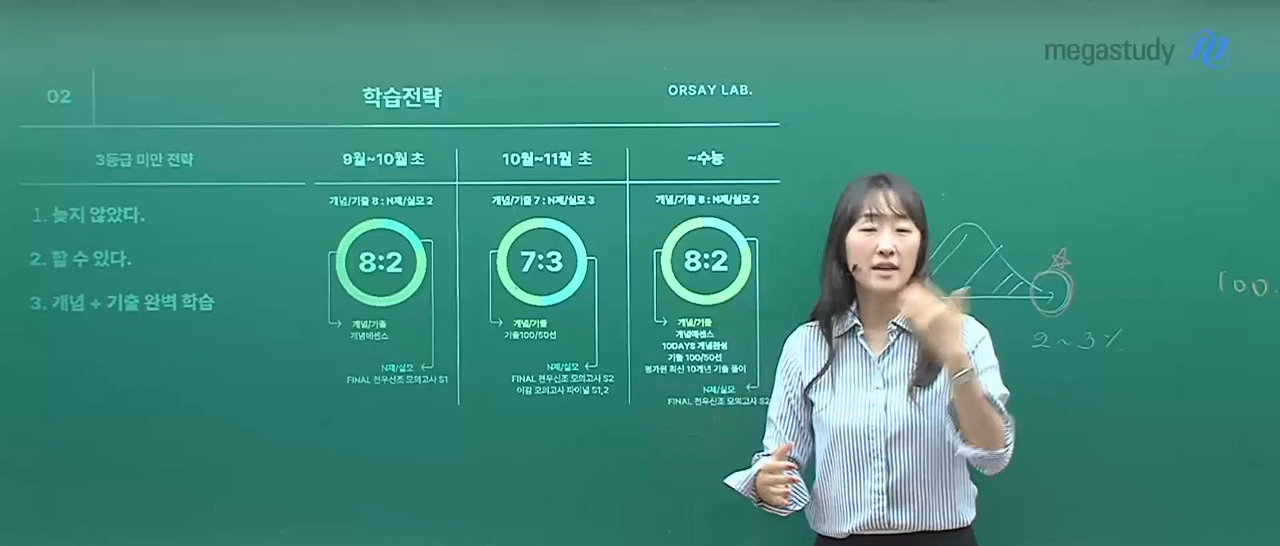 megastudy
02
학습전략
ORSAY LAB.
3등급 미만 전략
9월~10월 초
10월~11월 초
~수능
1. 늦지 않았다.
2. 할 수 있다.
3. 개념 + 기출 완벽 학습
개념/기출 8 : N제/실모 2
8:2
개념/기출
개념에센스
N제/실모
FINAL 전우신조 모의고사 S1
개념/기출 7 : N제/실모 3
7:3
개념/기출
기출100/50선
N제/실모
FINAL 전우신조 모의고사 S2
이감 모의고사 파이널 S1,2
개념/기출 8 : N제/실모 2
8:2
개념/기출
개념에센스
10DAYS 개념완성
기출 100/50선
평가원 최신 10개년 기출 풀이
N제/실모
FINAL 전우신조 모의고사 S2
2~3%
100.